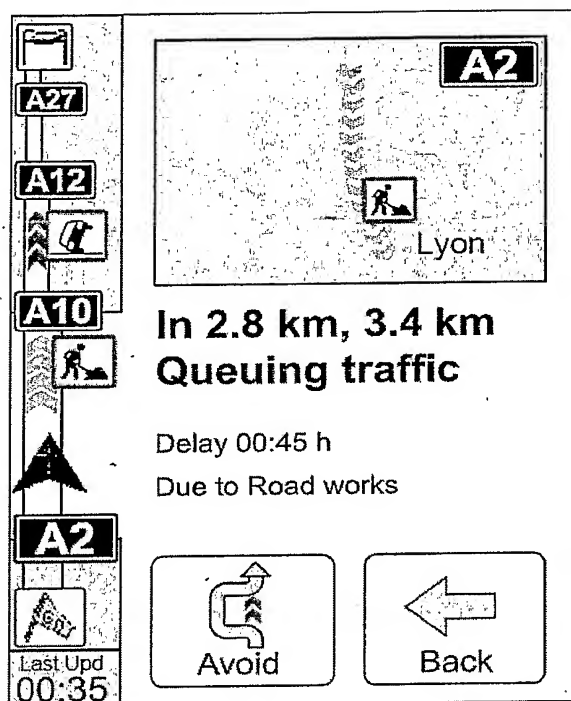 A27
A12
A10
A2
Last Upd
00:35
A2
Lyon
In 2.8 km, 3.4 km
Queuing traffic
Delay 00:45 h
Due to Road works
Avoid
Back